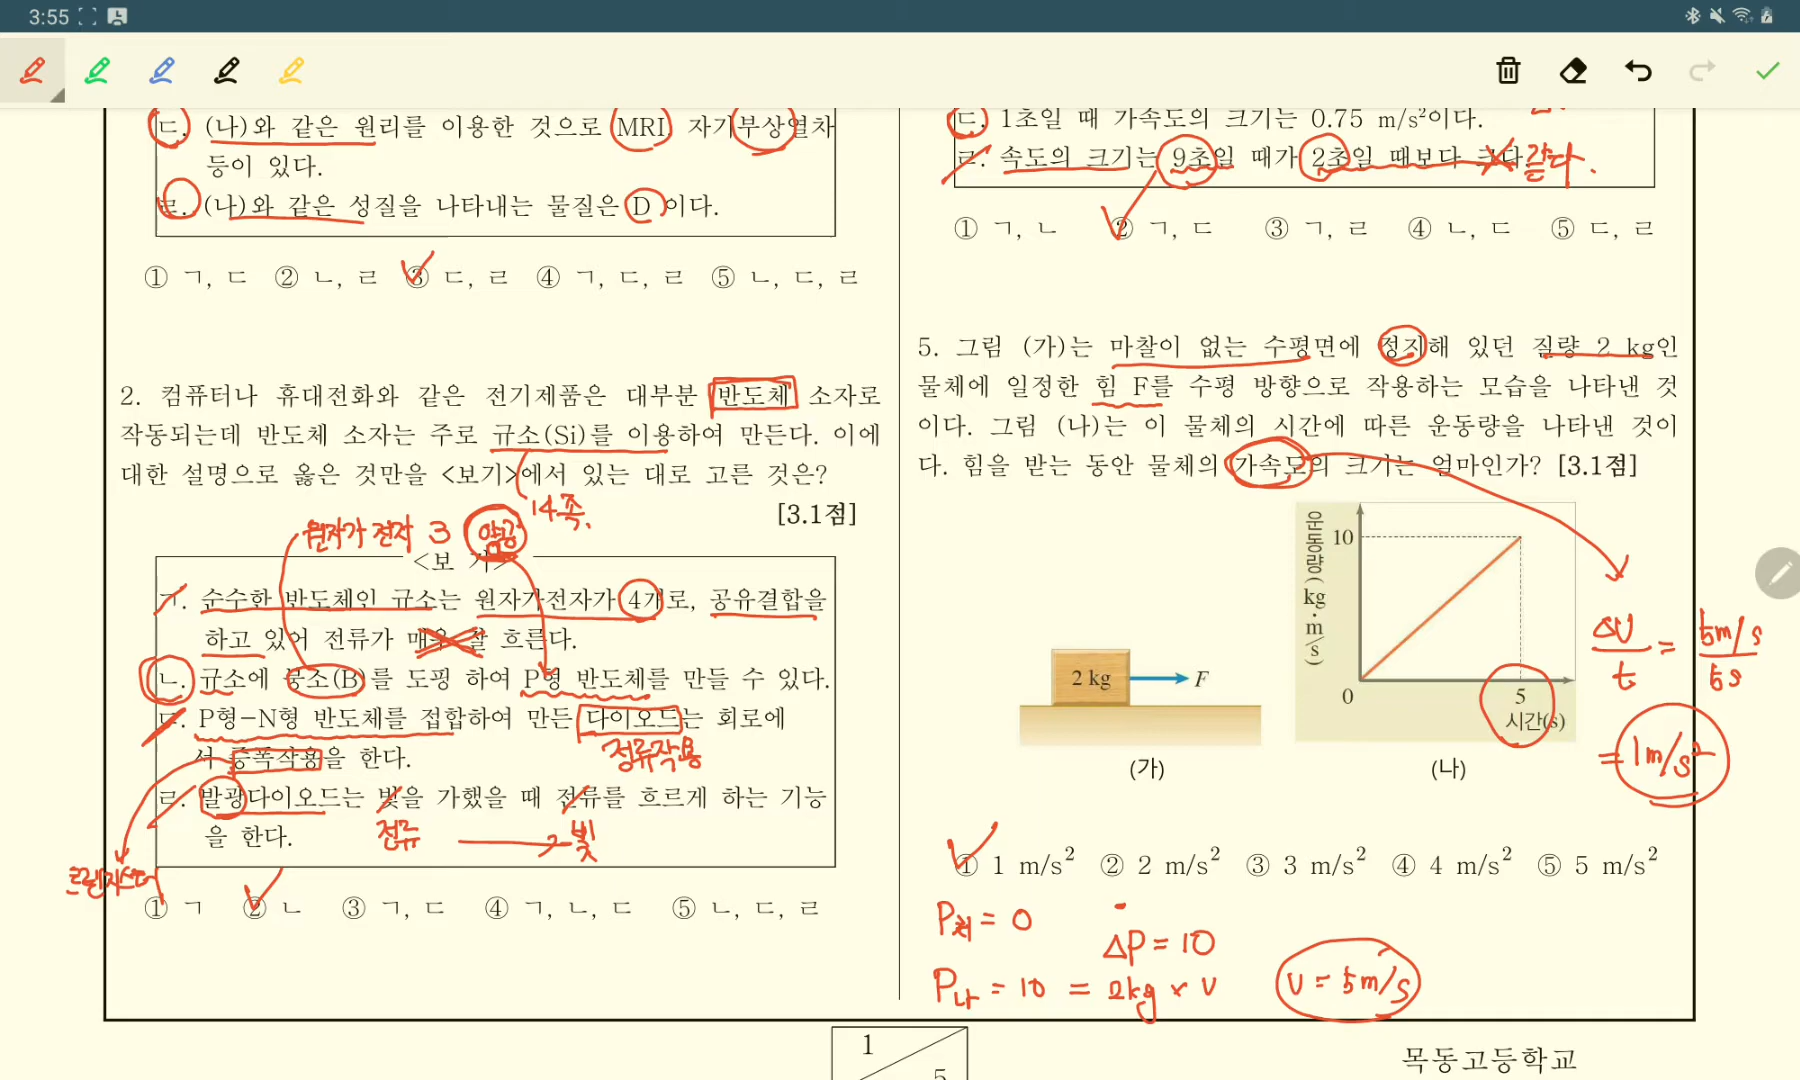 3:55
ㄷ. (나)와 같은 원리를 이용한 것으로 MRI, 자기부상열차
등이 있다.
ㄹ. (나)와 같은 성질을 나타내는 물질은 D이다.
① ㄱ, ㄷ ② ㄴ, ㄹ ③ ㄷ, ㄹ ④ ㄱ, ㄷ, ㄹ ⑤ ㄴ, ㄷ, ㄹ
2. 컴퓨터나 휴대전화와 같은 전기제품은 대부분 반도체 소자로
작동되는데 반도체 소자는 주로 규소(Si)를 이용하여 만든다. 이에
대한 설명으로 옳은 것만을 <보기>에서 있는 대로 고른 것은?
14족.
[3.1점]
원자가 전자 3 양공
<보 기>
ㄱ. 순수한 반도체인 규소는 원자가전자가 4개로, 공유결합을
하고 있어 전류가 매우 잘 흐른다.
ㄴ. 규소에 붕소(B)를 도핑 하여 P형 반도체를 만들 수 있다.
ㄷ. P형-N형 반도체를 접합하여 만든 다이오드는 회로에
서 증폭작용을 한다.
정류작용
ㄹ. 발광다이오드는 빛을 가했을 때 전류를 흐르게 하는 기능
을 한다.
전류 빛
트랜지스터
① ㄱ ② ㄴ ③ ㄱ, ㄷ ④ ㄱ, ㄴ, ㄷ ⑤ ㄴ, ㄷ, ㄹ
ㄷ. 1초일 때 가속도의 크기는 0.75 m/s²이다.
ㄹ. 속도의 크기는 9초일 때가 2초일 때보다 크다. 같다.
① ㄱ, ㄴ ② ㄱ, ㄷ ③ ㄱ, ㄹ ④ ㄴ, ㄷ ⑤ ㄷ, ㄹ
5. 그림 (가)는 마찰이 없는 수평면에 정지해 있던 질량 2 kg인
물체에 일정한 힘 F를 수평 방향으로 작용하는 모습을 나타낸 것
이다. 그림 (나)는 이 물체의 시간에 따른 운동량을 나타낸 것이
다. 힘을 받는 동안 물체의 가속도의 크기는 얼마인가? [3.1점]
2 kg F
(가)
운동량(kg·m/s)
10
0 5
시간(s)
(나)
ΔV/t = 5m/s / 5s
= 1m/s²
① 1 m/s² ② 2 m/s² ③ 3 m/s² ④ 4 m/s² ⑤ 5 m/s²
P처 = 0
ΔP = 10
P나 = 10 = 2kg × V
V = 5m/s
1
5
목동고등학교